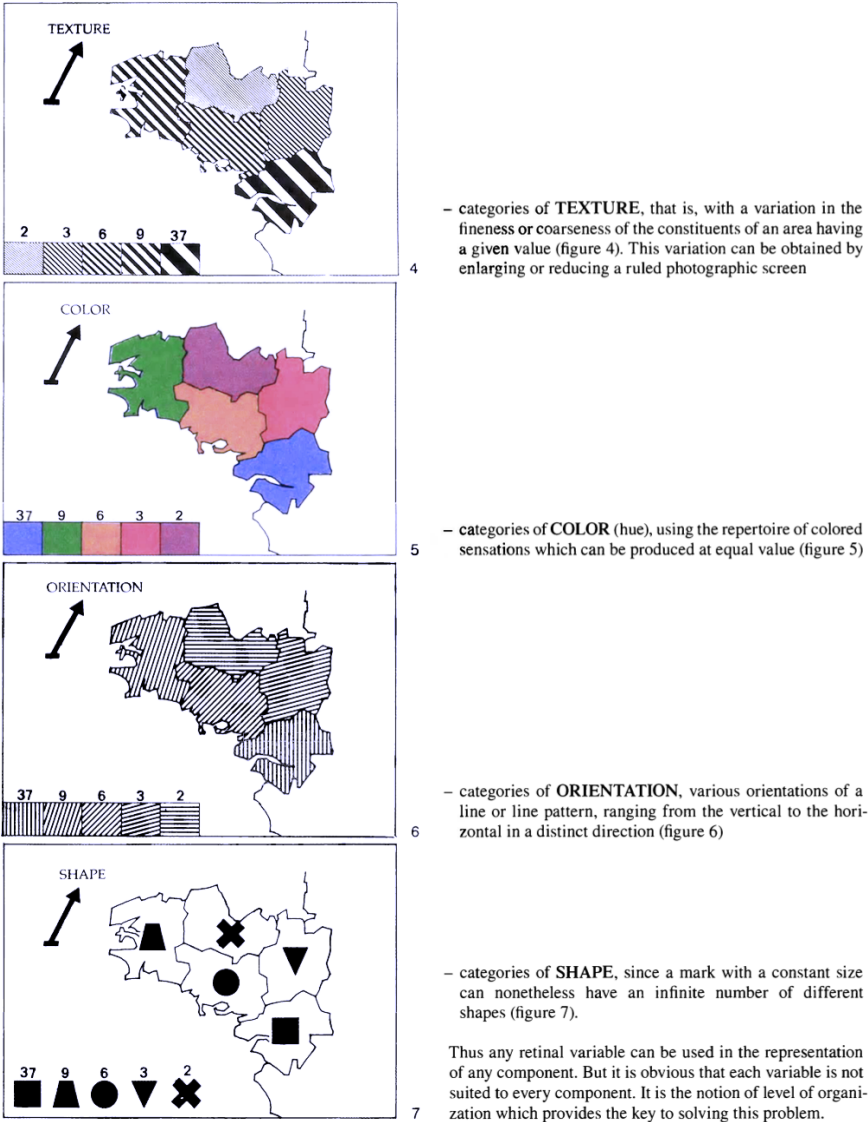 TEXTURE
2 3 6 9 37
4
– categories of TEXTURE, that is, with a variation in the
fineness or coarseness of the constituents of an area having
a given value (figure 4). This variation can be obtained by
enlarging or reducing a ruled photographic screen
COLOR
37 9 6 3 2
5
– categories of COLOR (hue), using the repertoire of colored
sensations which can be produced at equal value (figure 5)
ORIENTATION
37 9 6 3 2
6
– categories of ORIENTATION, various orientations of a
line or line pattern, ranging from the vertical to the hori-
zontal in a distinct direction (figure 6)
SHAPE
37 9 6 3 2
7
– categories of SHAPE, since a mark with a constant size
can nonetheless have an infinite number of different
shapes (figure 7).
Thus any retinal variable can be used in the representation
of any component. But it is obvious that each variable is not
suited to every component. It is the notion of level of organi-
zation which provides the key to solving this problem.